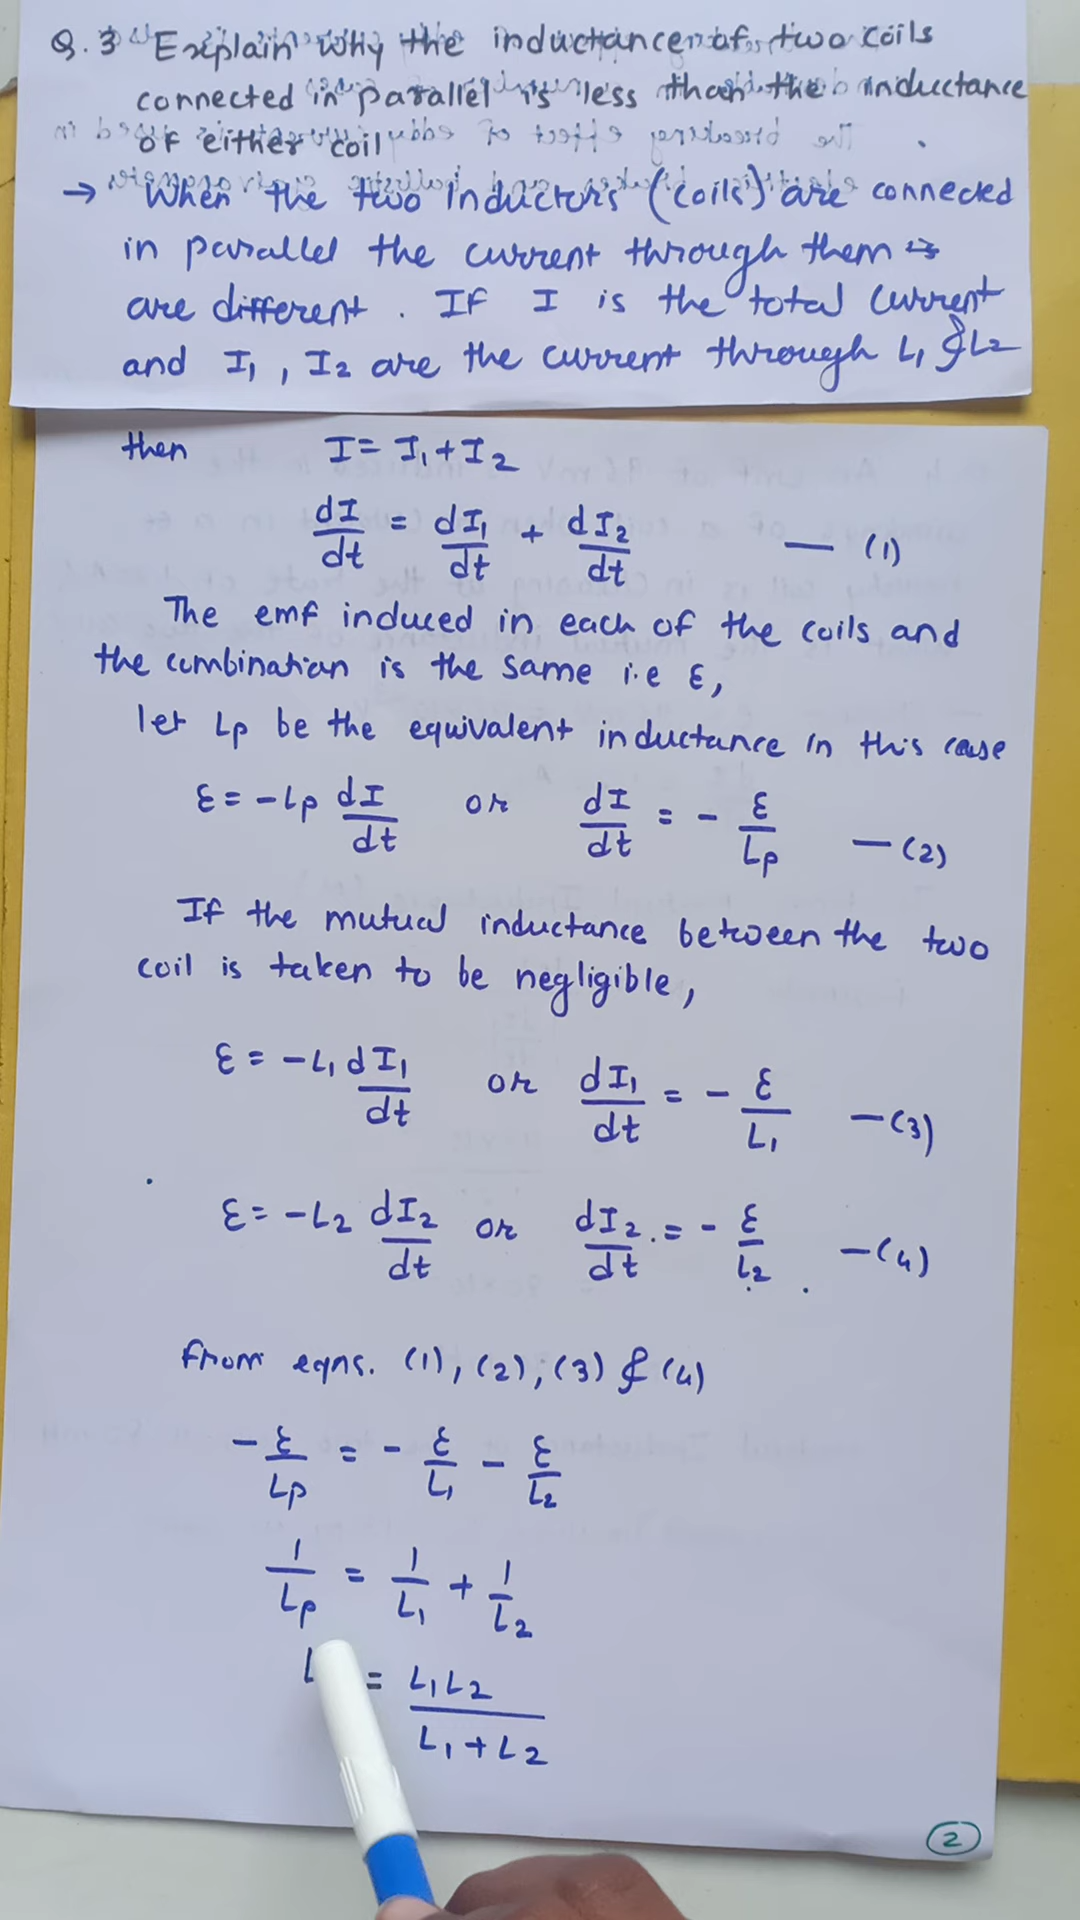 Q.3 Explain why the inductance of two coils
connected in parallel is less than the inductance
of either coil
→ When the two Inductors (coils) are connected
in parallel the current through them
are different. If I is the total current
and I₁, I₂ are the current through L₁ & L₂
then I = I₁ + I₂
dI/dt = dI₁/dt + dI₂/dt — (1)
The emf induced in each of the coils and
the combination is the same i.e ε,
let Lp be the equivalent inductance in this case
ε = -Lp dI/dt or dI/dt = - ε/Lp — (2)
If the mutual inductance between the two
coil is taken to be negligible,
ε = -L₁ dI₁/dt or dI₁/dt = - ε/L₁ — (3)
ε = -L₂ dI₂/dt or dI₂/dt = - ε/L₂ — (4)
from eqns. (1), (2), (3) & (4)
- ε/Lp = - ε/L₁ - ε/L₂
1/Lp = 1/L₁ + 1/L₂
= L₁L₂/L₁+L₂
2